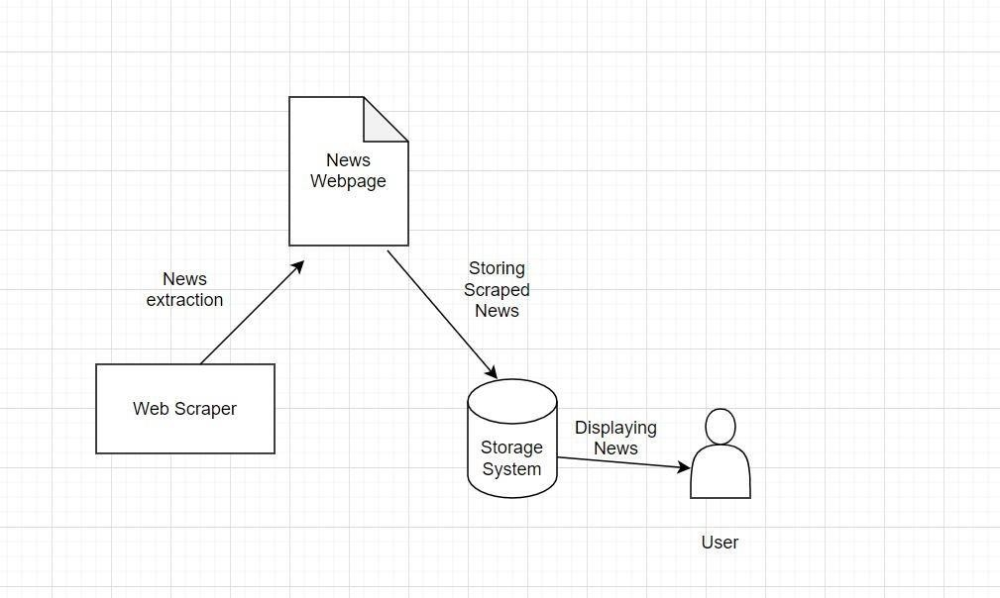 News
Webpage
News
extraction
Storing
Scraped
News
Web Scraper
Storage
System
Displaying
News
User